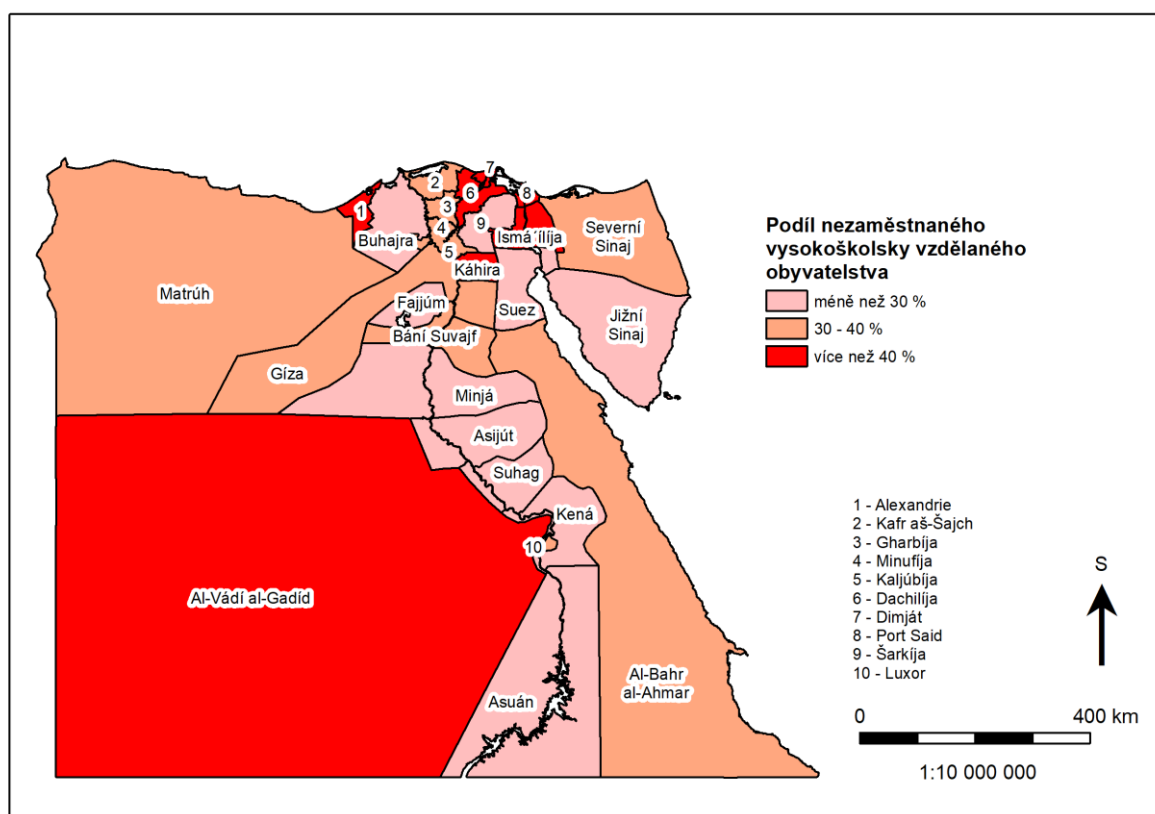 7
2
6
8
1
3
9
4
Severní
Sinaj
Buhajra
Ismá´ílíja
5
Káhira
Matrúh
Fajjúm
Suez
Jižní
Sinaj
Bání Suvajf
Gíza
Minjá
Asijút
Suhag
Kená
10
Al-Vádí al-Gadíd
Al-Bahr
al-Ahmar
Asuán
Podíl nezaměstnaného
vysokoškolsky vzdělaného
obyvatelstva
méně než 30 %
30 - 40 %
více než 40 %
1 - Alexandrie
2 - Kafr aš-Šajch
3 - Gharbíja
4 - Minufíja
5 - Kaljúbíja
6 - Dachilíja
7 - Dimját
8 - Port Said
9 - Šarkíja
10 - Luxor
S
0 400 km
1:10 000 000